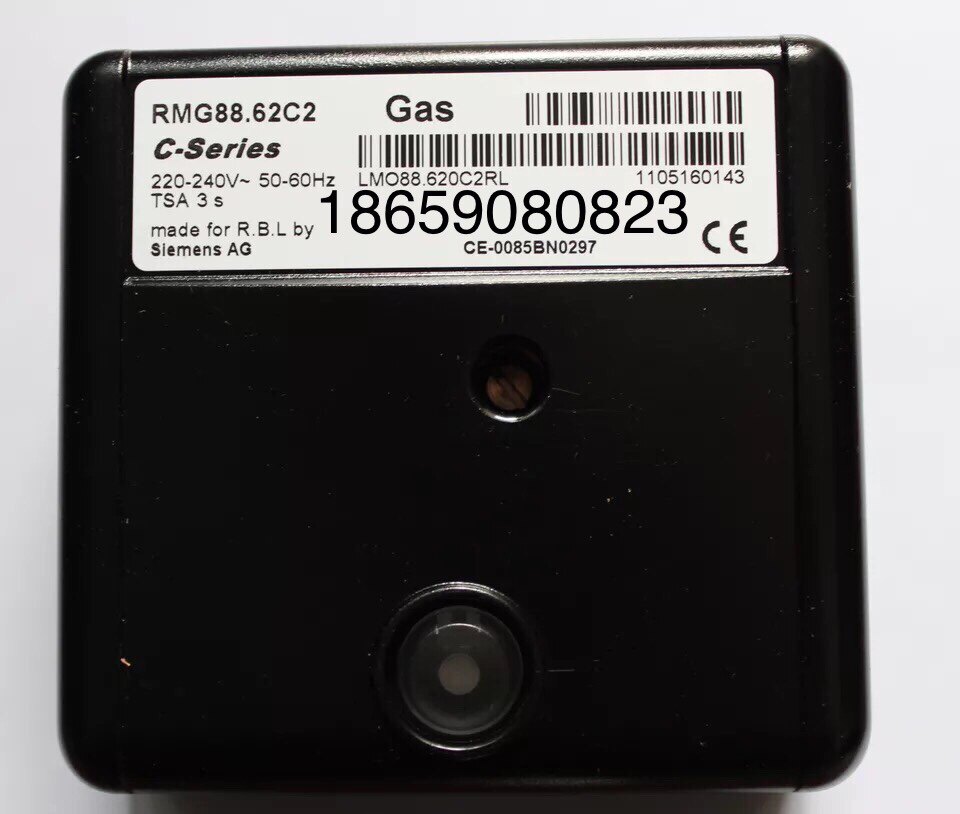 RMG88.62C2 Gas
C-Series
220-240V~ 50-60Hz LMO88.620C2RL 1105160143
TSA 3 s
18659080823
made for R.B.L by
Siemens AG CE-0085BN0297 CE